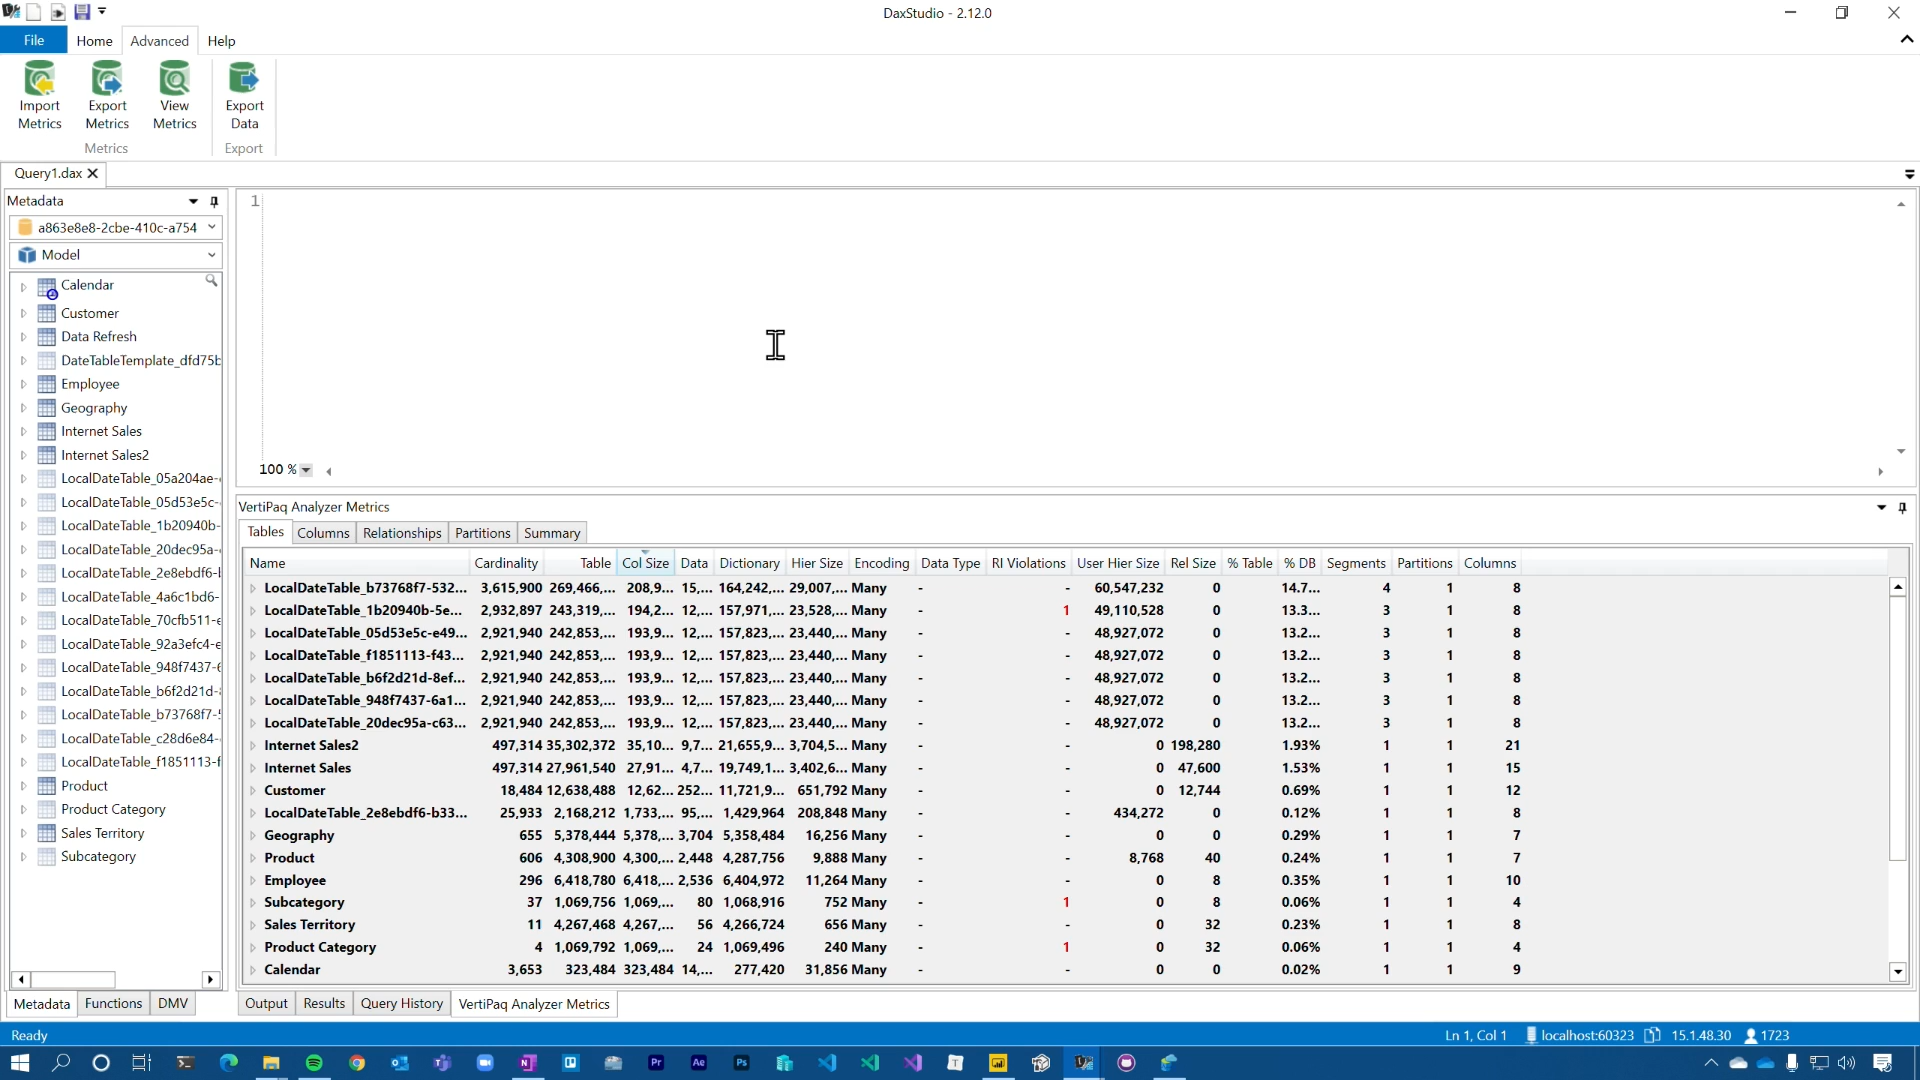 DaxStudio - 2.12.0
File Home Advanced Help
Import Metrics
Export Metrics
View Metrics
Export Data
Metrics Export
Query1.dax
Metadata
1
a863e8e8-2cbe-410c-a754
Model
Calendar
Customer
Data Refresh
DateTableTemplate_dfd75b
Employee
Geography
Internet Sales
Internet Sales2
LocalDateTable_05a204ae-
LocalDateTable_05d53e5c-
LocalDateTable_1b20940b-
LocalDateTable_20dec95a-
LocalDateTable_2e8ebdf6-
LocalDateTable_4a6c1bd6-
LocalDateTable_70cfb511-
LocalDateTable_92a3efc4-
LocalDateTable_948f7437-
LocalDateTable_b6f2d21d-
LocalDateTable_b73768f7-
LocalDateTable_c28d6e84-
LocalDateTable_f1851113-
Product
Product Category
Sales Territory
Subcategory
Metadata Functions DMV
100 %
VertiPaq Analyzer Metrics
Tables Columns Relationships Partitions Summary
Name Cardinality Table Col Size Data Dictionary Hier Size Encoding Data Type RI Violations User Hier Size Rel Size % Table % DB Segments Partitions Columns
LocalDateTable_b73768f7-532... 3,615,900 269,466,... 208,9... 15,... 164,242,... 29,007,... Many - - 60,547,232 0 14.7... 4 1 8
LocalDateTable_1b20940b-5e... 2,932,897 243,319,... 194,2... 12,... 157,971,... 23,528,... Many - 1 49,110,528 0 13.3... 3 1 8
LocalDateTable_05d53e5c-e49... 2,921,940 242,853,... 193,9... 12,... 157,823,... 23,440,... Many - - 48,927,072 0 13.2... 3 1 8
LocalDateTable_f1851113-f43... 2,921,940 242,853,... 193,9... 12,... 157,823,... 23,440,... Many - - 48,927,072 0 13.2... 3 1 8
LocalDateTable_b6f2d21d-8ef... 2,921,940 242,853,... 193,9... 12,... 157,823,... 23,440,... Many - - 48,927,072 0 13.2... 3 1 8
LocalDateTable_948f7437-6a1... 2,921,940 242,853,... 193,9... 12,... 157,823,... 23,440,... Many - - 48,927,072 0 13.2... 3 1 8
LocalDateTable_20dec95a-c63... 2,921,940 242,853,... 193,9... 12,... 157,823,... 23,440,... Many - - 48,927,072 0 13.2... 3 1 8
Internet Sales2 497,314 35,302,372 35,10... 9,7... 21,655,9... 3,704,5... Many - - 0 198,280 1.93% 1 1 21
Internet Sales 497,314 27,961,540 27,91... 4,7... 19,749,1... 3,402,6... Many - - 0 47,600 1.53% 1 1 15
Customer 18,484 12,638,488 12,62... 252... 11,721,9... 651,792 Many - - 0 12,744 0.69% 1 1 12
LocalDateTable_2e8ebdf6-b33... 25,933 2,168,212 1,733,... 95,... 1,429,964 208,848 Many - - 434,272 0 0.12% 1 1 8
Geography 655 5,378,444 5,378,... 3,704 5,358,484 16,256 Many - - 0 0 0.29% 1 1 7
Product 606 4,308,900 4,300,... 2,448 4,287,756 9,888 Many - - 8,768 40 0.24% 1 1 7
Employee 296 6,418,780 6,418,... 2,536 6,404,972 11,264 Many - - 0 8 0.35% 1 1 10
Subcategory 37 1,069,756 1,069,... 80 1,068,916 752 Many - 1 0 8 0.06% 1 1 4
Sales Territory 11 4,267,468 4,267,... 56 4,266,724 656 Many - - 0 32 0.23% 1 1 8
Product Category 4 1,069,792 1,069,... 24 1,069,496 240 Many - 1 0 32 0.06% 1 1 4
Calendar 3,653 323,484 323,484 14,... 277,420 31,856 Many - - 0 0 0.02% 1 1 9
Output Results Query History VertiPaq Analyzer Metrics
Ready Ln 1, Col 1 localhost:60323 15.1.48.30 1723